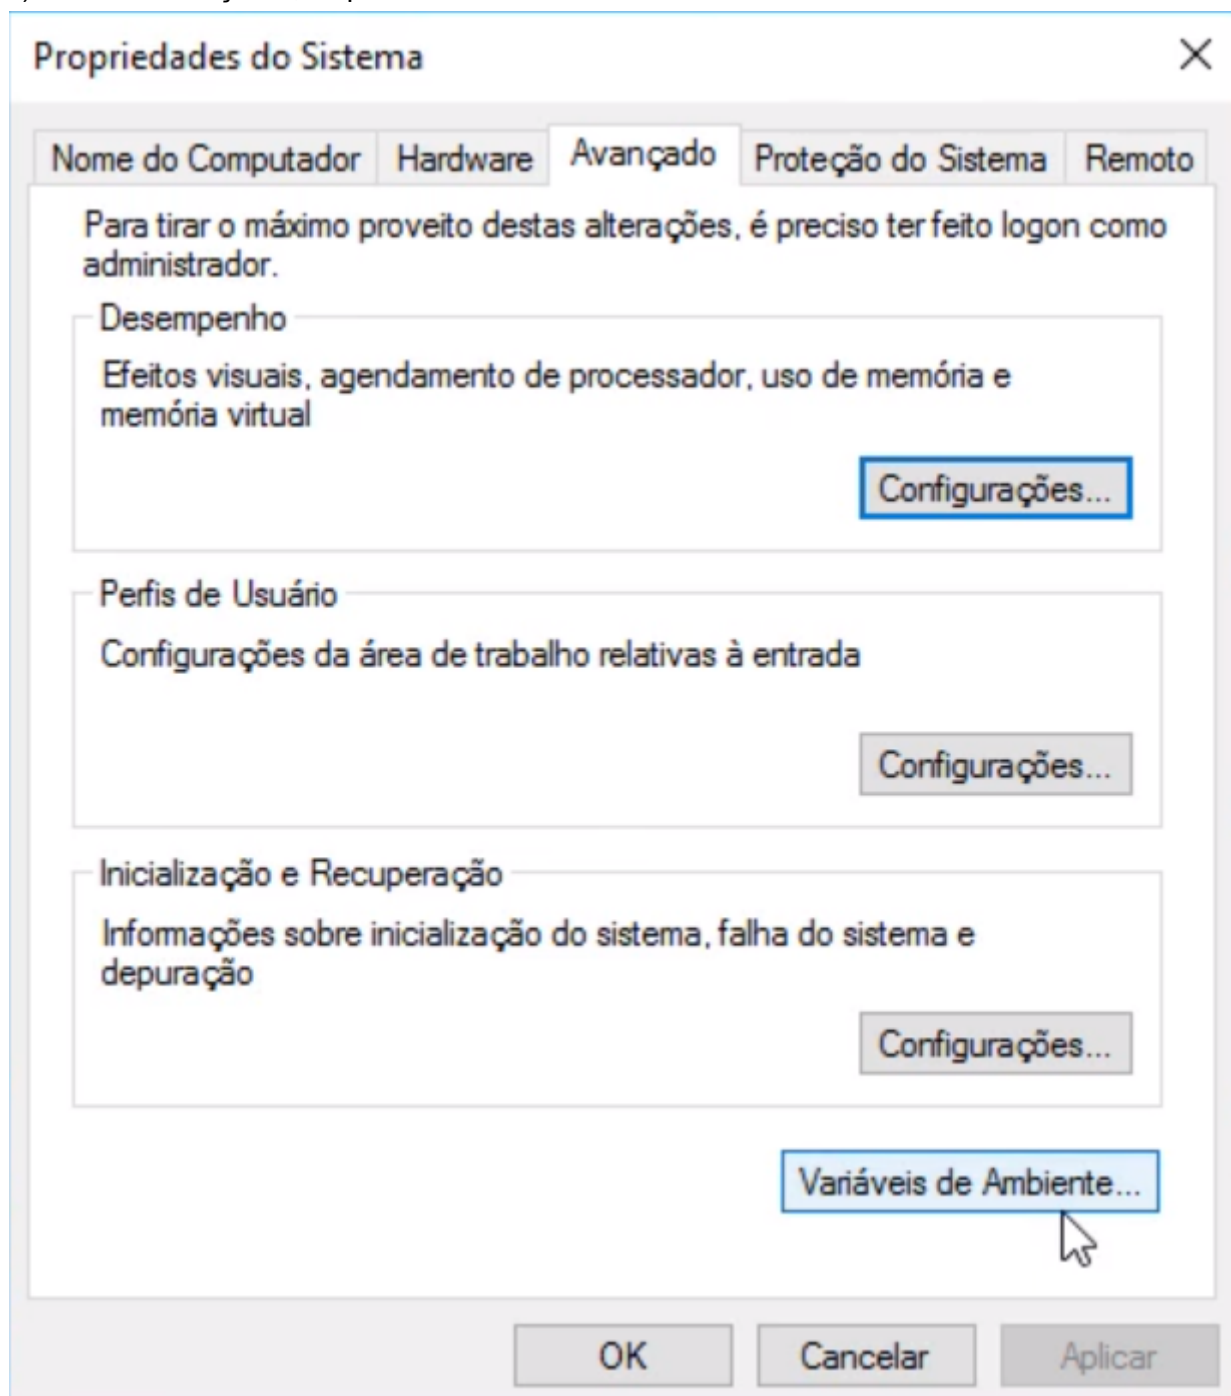 Propriedades do Sistema
Nome do Computador Hardware Avançado Proteção do Sistema Remoto
Para tirar o máximo proveito destas alterações, é preciso ter feito logon como
administrador.
Desempenho
Efeitos visuais, agendamento de processador, uso de memória e
memória virtual
Configurações...
Perfis de Usuário
Configurações da área de trabalho relativas à entrada
Configurações...
Inicialização e Recuperação
Informações sobre inicialização do sistema, falha do sistema e
depuração
Configurações...
Variáveis de Ambiente...
OK Cancelar Aplicar